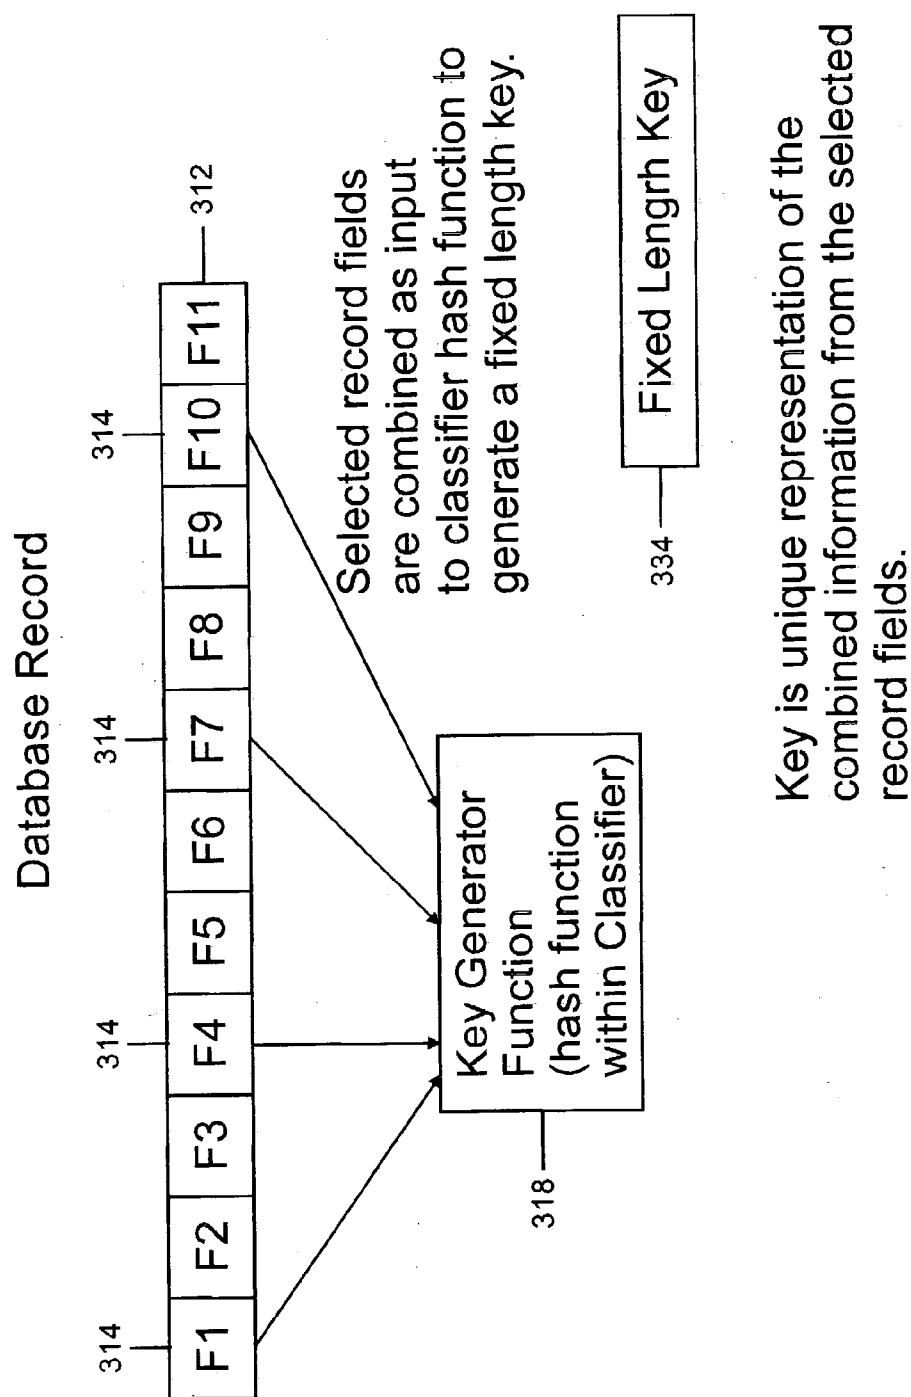 Database Record
314
314
314
314
F1 F2 F3 F4 F5 F6 F7 F8 F9 F10 F11
312
Selected record fields
are combined as input
to classifier hash function to
generate a fixed length key.
Key Generator
Function
(hash function
within Classifier)
318
334
Fixed Lengrh Key
Key is unique representation of the
combined information from the selected
record fields.